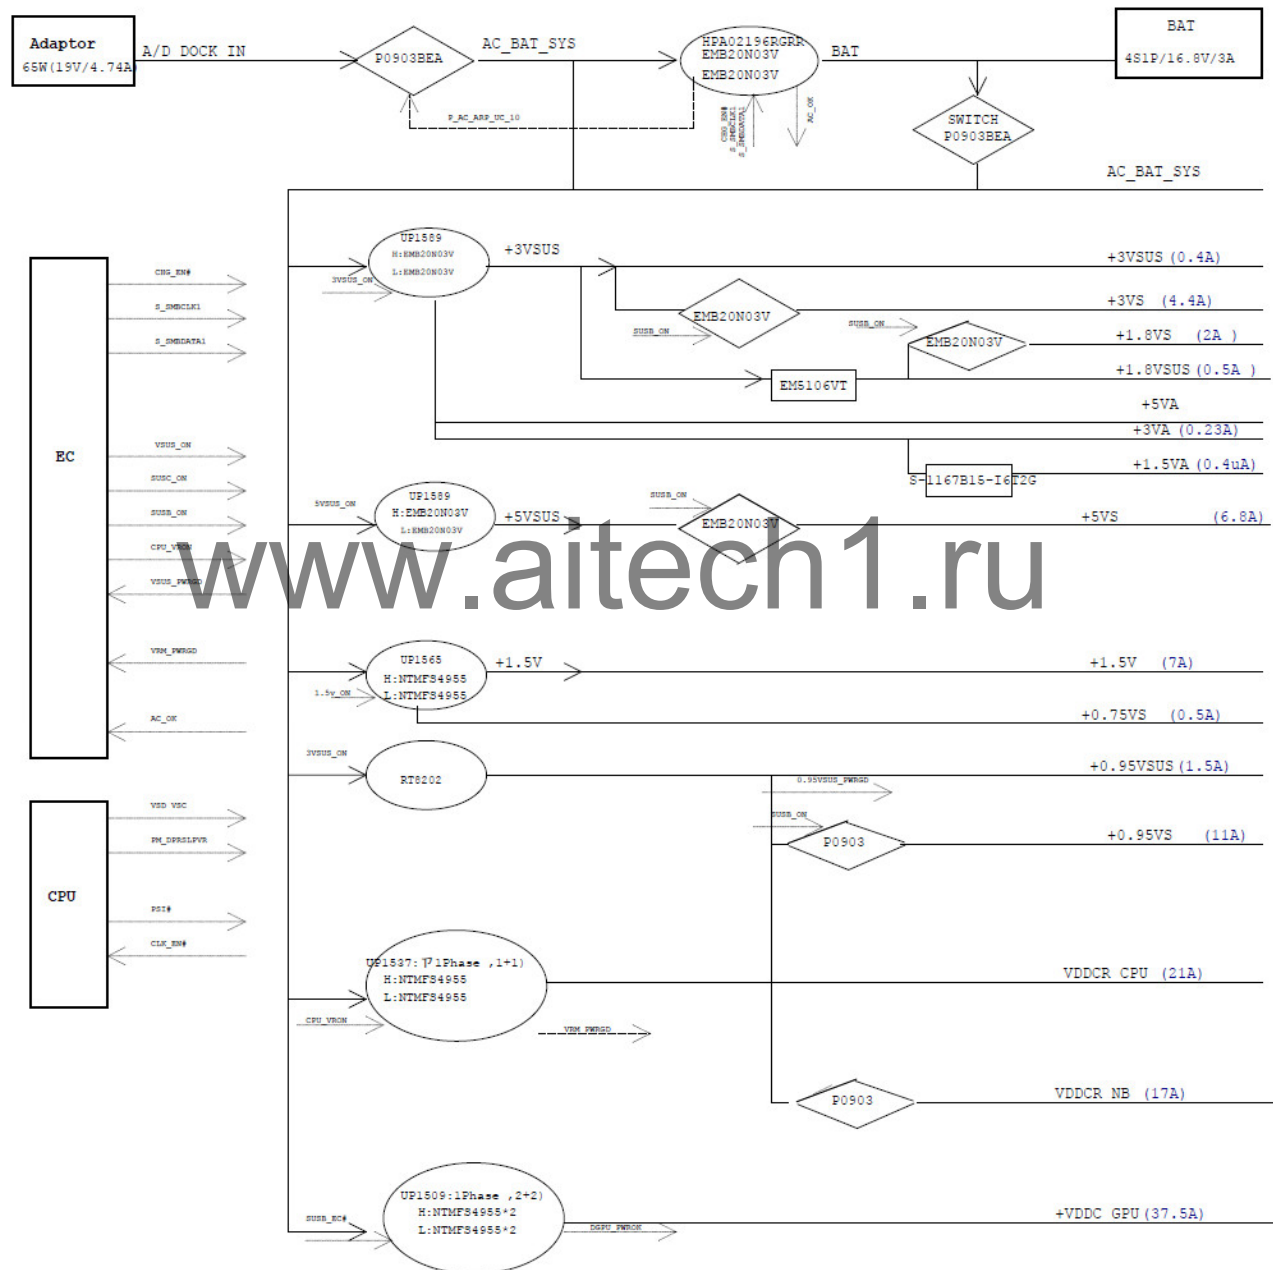 Adaptor
65W(19V/4.74A)
A/D DOCK IN
P0903BEA
AC_BAT_SYS
HPA02196RGRR
EMB20N03V
EMB20N03V
BAT
BAT
4S1P/16.8V/3A
P_AC_ARP_UC_10
CHG_EN#
S_SMBCLK1
S_SMBDATA1
AC_OK
SWITCH
P0903BEA
AC_BAT_SYS
UP1589
H:EMB20N03V
L:EMB20N03V
3VSUS_ON
+3VSUS
+3VSUS (0.4A)
EMB20N03V
SUSB_ON
+3VS (4.4A)
SUSB_ON
EMB20N03V
+1.8VS (2A )
EM5106VT
+1.8VSUS (0.5A )
+5VA
+3VA (0.23A)
S-1167B15-I6T2G
+1.5VA (0.4uA)
EC
CHG_EN#
S_SMBCLK1
S_SMBDATA1
VSUS_ON
SUSC_ON
SUSB_ON
CPU_VRON
VSUS_PWRGD
VRM_PWRGD
AC_OK
5VSUS_ON
UP1589
H:EMB20N03V
L:EMB20N03V
+5VSUS
SUSB_ON
EMB20N03V
+5VS (6.8A)
www.aitech1.ru
UP1565
H:NTMFS4955
L:NTMFS4955
1.5v_ON
+1.5V
+1.5V (7A)
+0.75VS (0.5A)
3VSUS_ON
RT8202
+0.95VSUS (1.5A)
0.95VSUS_PWRGD
SUSB_ON
P0903
+0.95VS (11A)
CPU
VSD VSC
PM_DPRSLPVR
PSI#
CLK_EN#
1Phase ,1+1)
H:NTMFS4955
L:NTMFS4955
CPU_VRON
VRM_PWRGD
VDDCR CPU (21A)
P0903
VDDCR NB (17A)
UP1509:1Phase ,2+2)
H:NTMFS4955*2
L:NTMFS4955*2
SUSB_EC#
DGPU_PWROK
+VDDC GPU (37.5A)